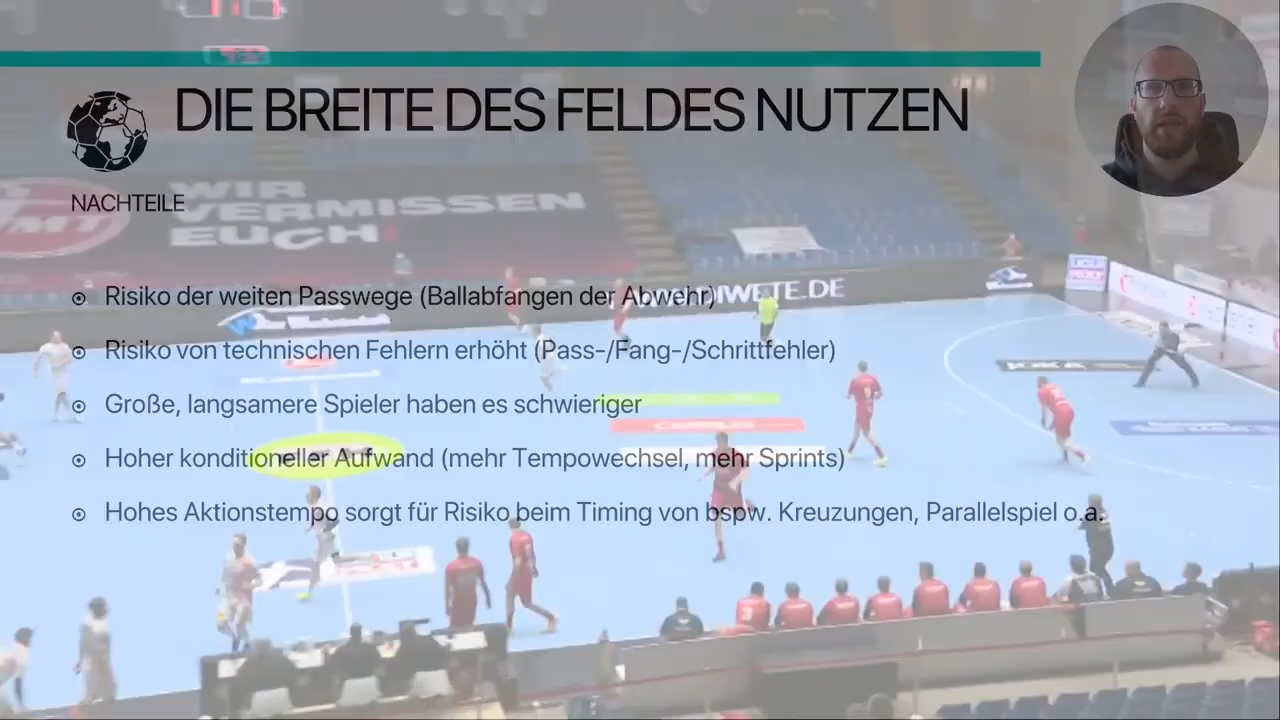 DIE BREITE DES FELDES NUTZEN
NACHTEILE
WIR
VERMISSEN
EUCH!
Risiko der weiten Passwege (Ballabfangen der Abwehr)
Risiko von technischen Fehlern erhöht (Pass-/Fang-/Schrittfehler)
Große, langsamere Spieler haben es schwieriger
Hoher konditioneller Aufwand (mehr Tempowechsel, mehr Sprints)
Hohes Aktionstempo sorgt für Risiko beim Timing von bspw. Kreuzungen, Parallelspiel o.a.